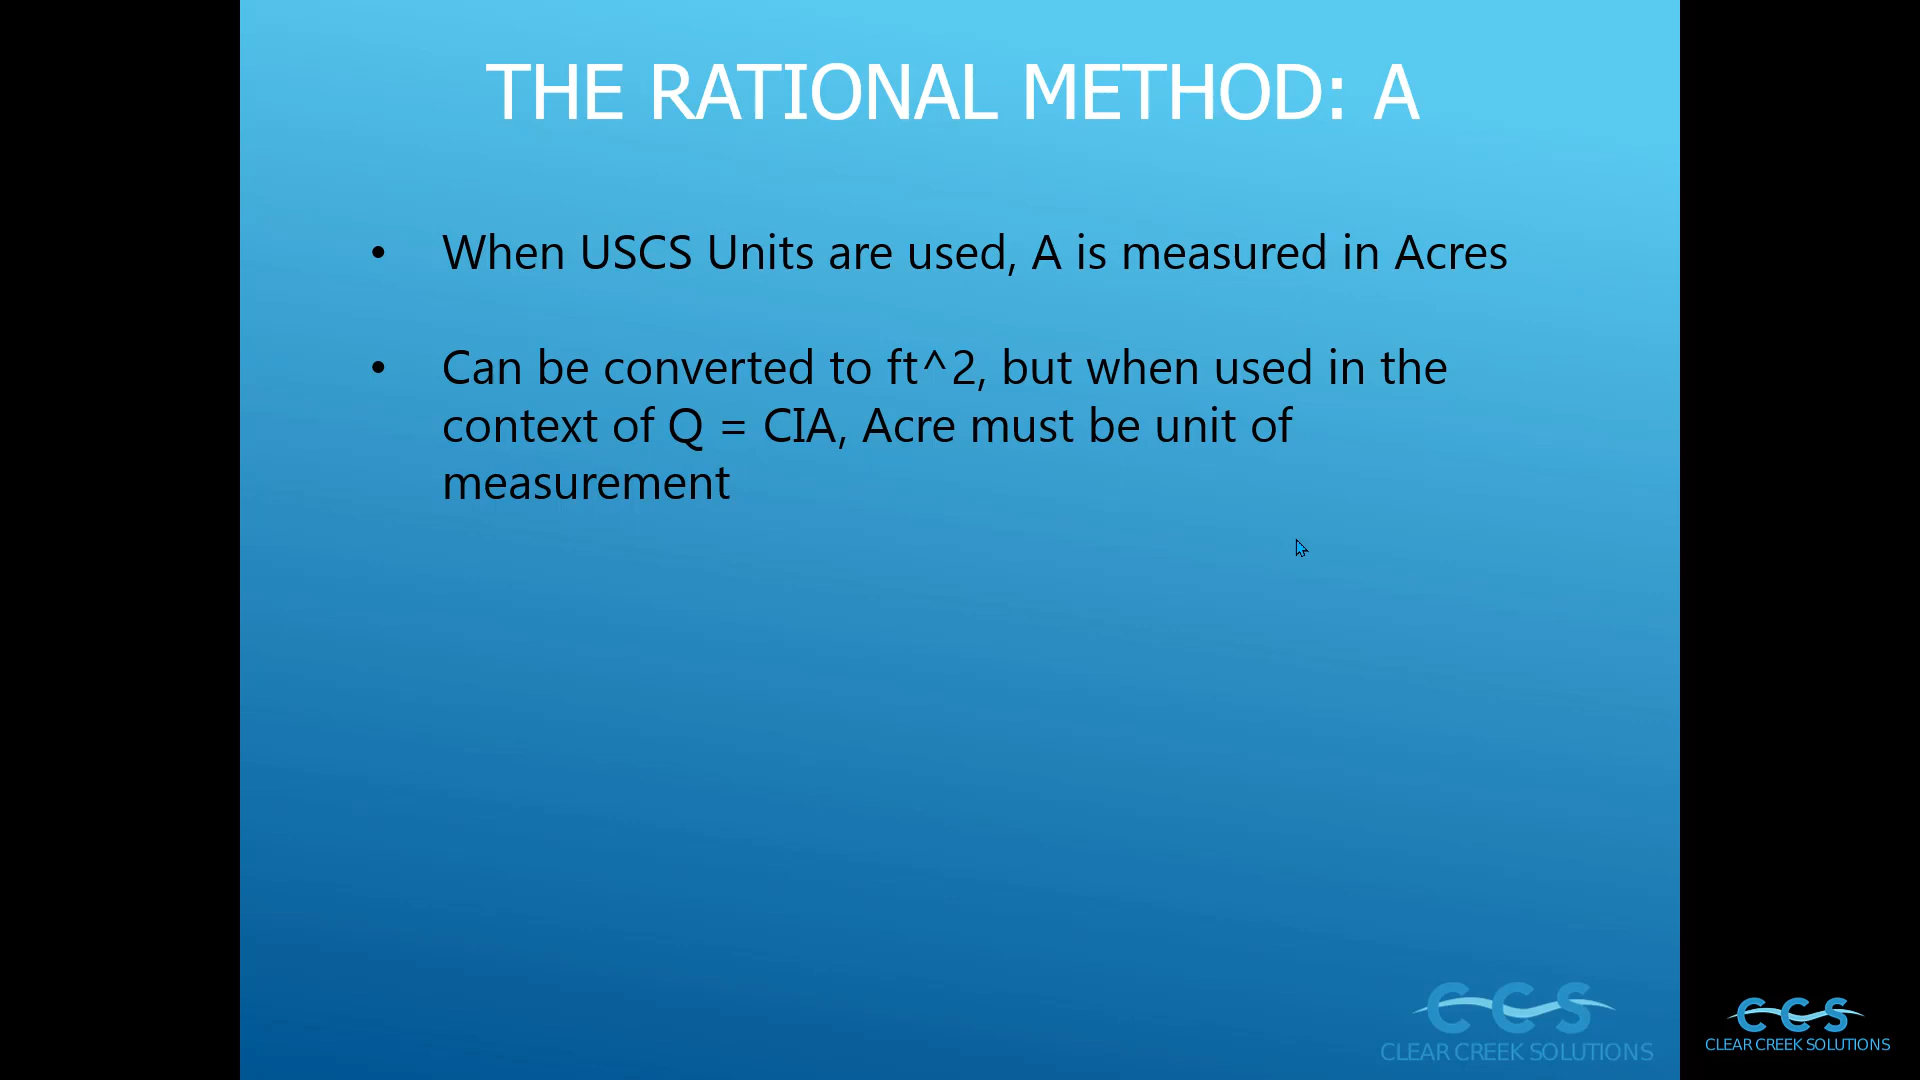 THE RATIONAL METHOD: A
• When USCS Units are used, A is measured in Acres
• Can be converted to ft^2, but when used in the
context of Q = CIA, Acre must be unit of
measurement
CCS
CLEAR CREEK SOLUTIONS
CCS
CLEAR CREEK SOLUTIONS